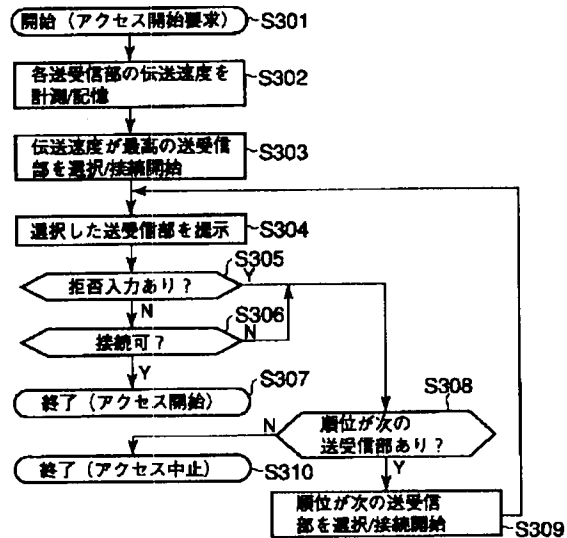 開始（アクセス開始要求）
S301
各送受信部の伝送速度を
計測/記憶
S302
伝送速度が最高の送受信
部を選択/接続開始
S303
選択した送受信部を提示
S304
S305
拒否入力あり？
Y
N
S306
接続可？
N
Y
S307
終了（アクセス開始）
S308
順位が次の
送受信部あり？
N
Y
終了（アクセス中止）
S310
順位が次の送受信
部を選択/接続開始
S309